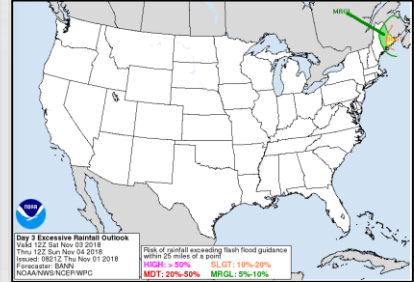 MRGL
noaa
Day 3 Excessive Rainfall Outlook
Valid 12Z Sat Nov 03 2018
Thru 12Z Sun Nov 04 2018
Issued: 0821Z Thu Nov 01 2018
Forecaster: BANN
NOAA/NWS/NCEP/WPC
Risk of rainfall exceeding flash flood guidance
within 25 miles of a point
HIGH: > 50% SLGT: 10%-20%
MDT: 20%-50% MRGL: 5%-10%